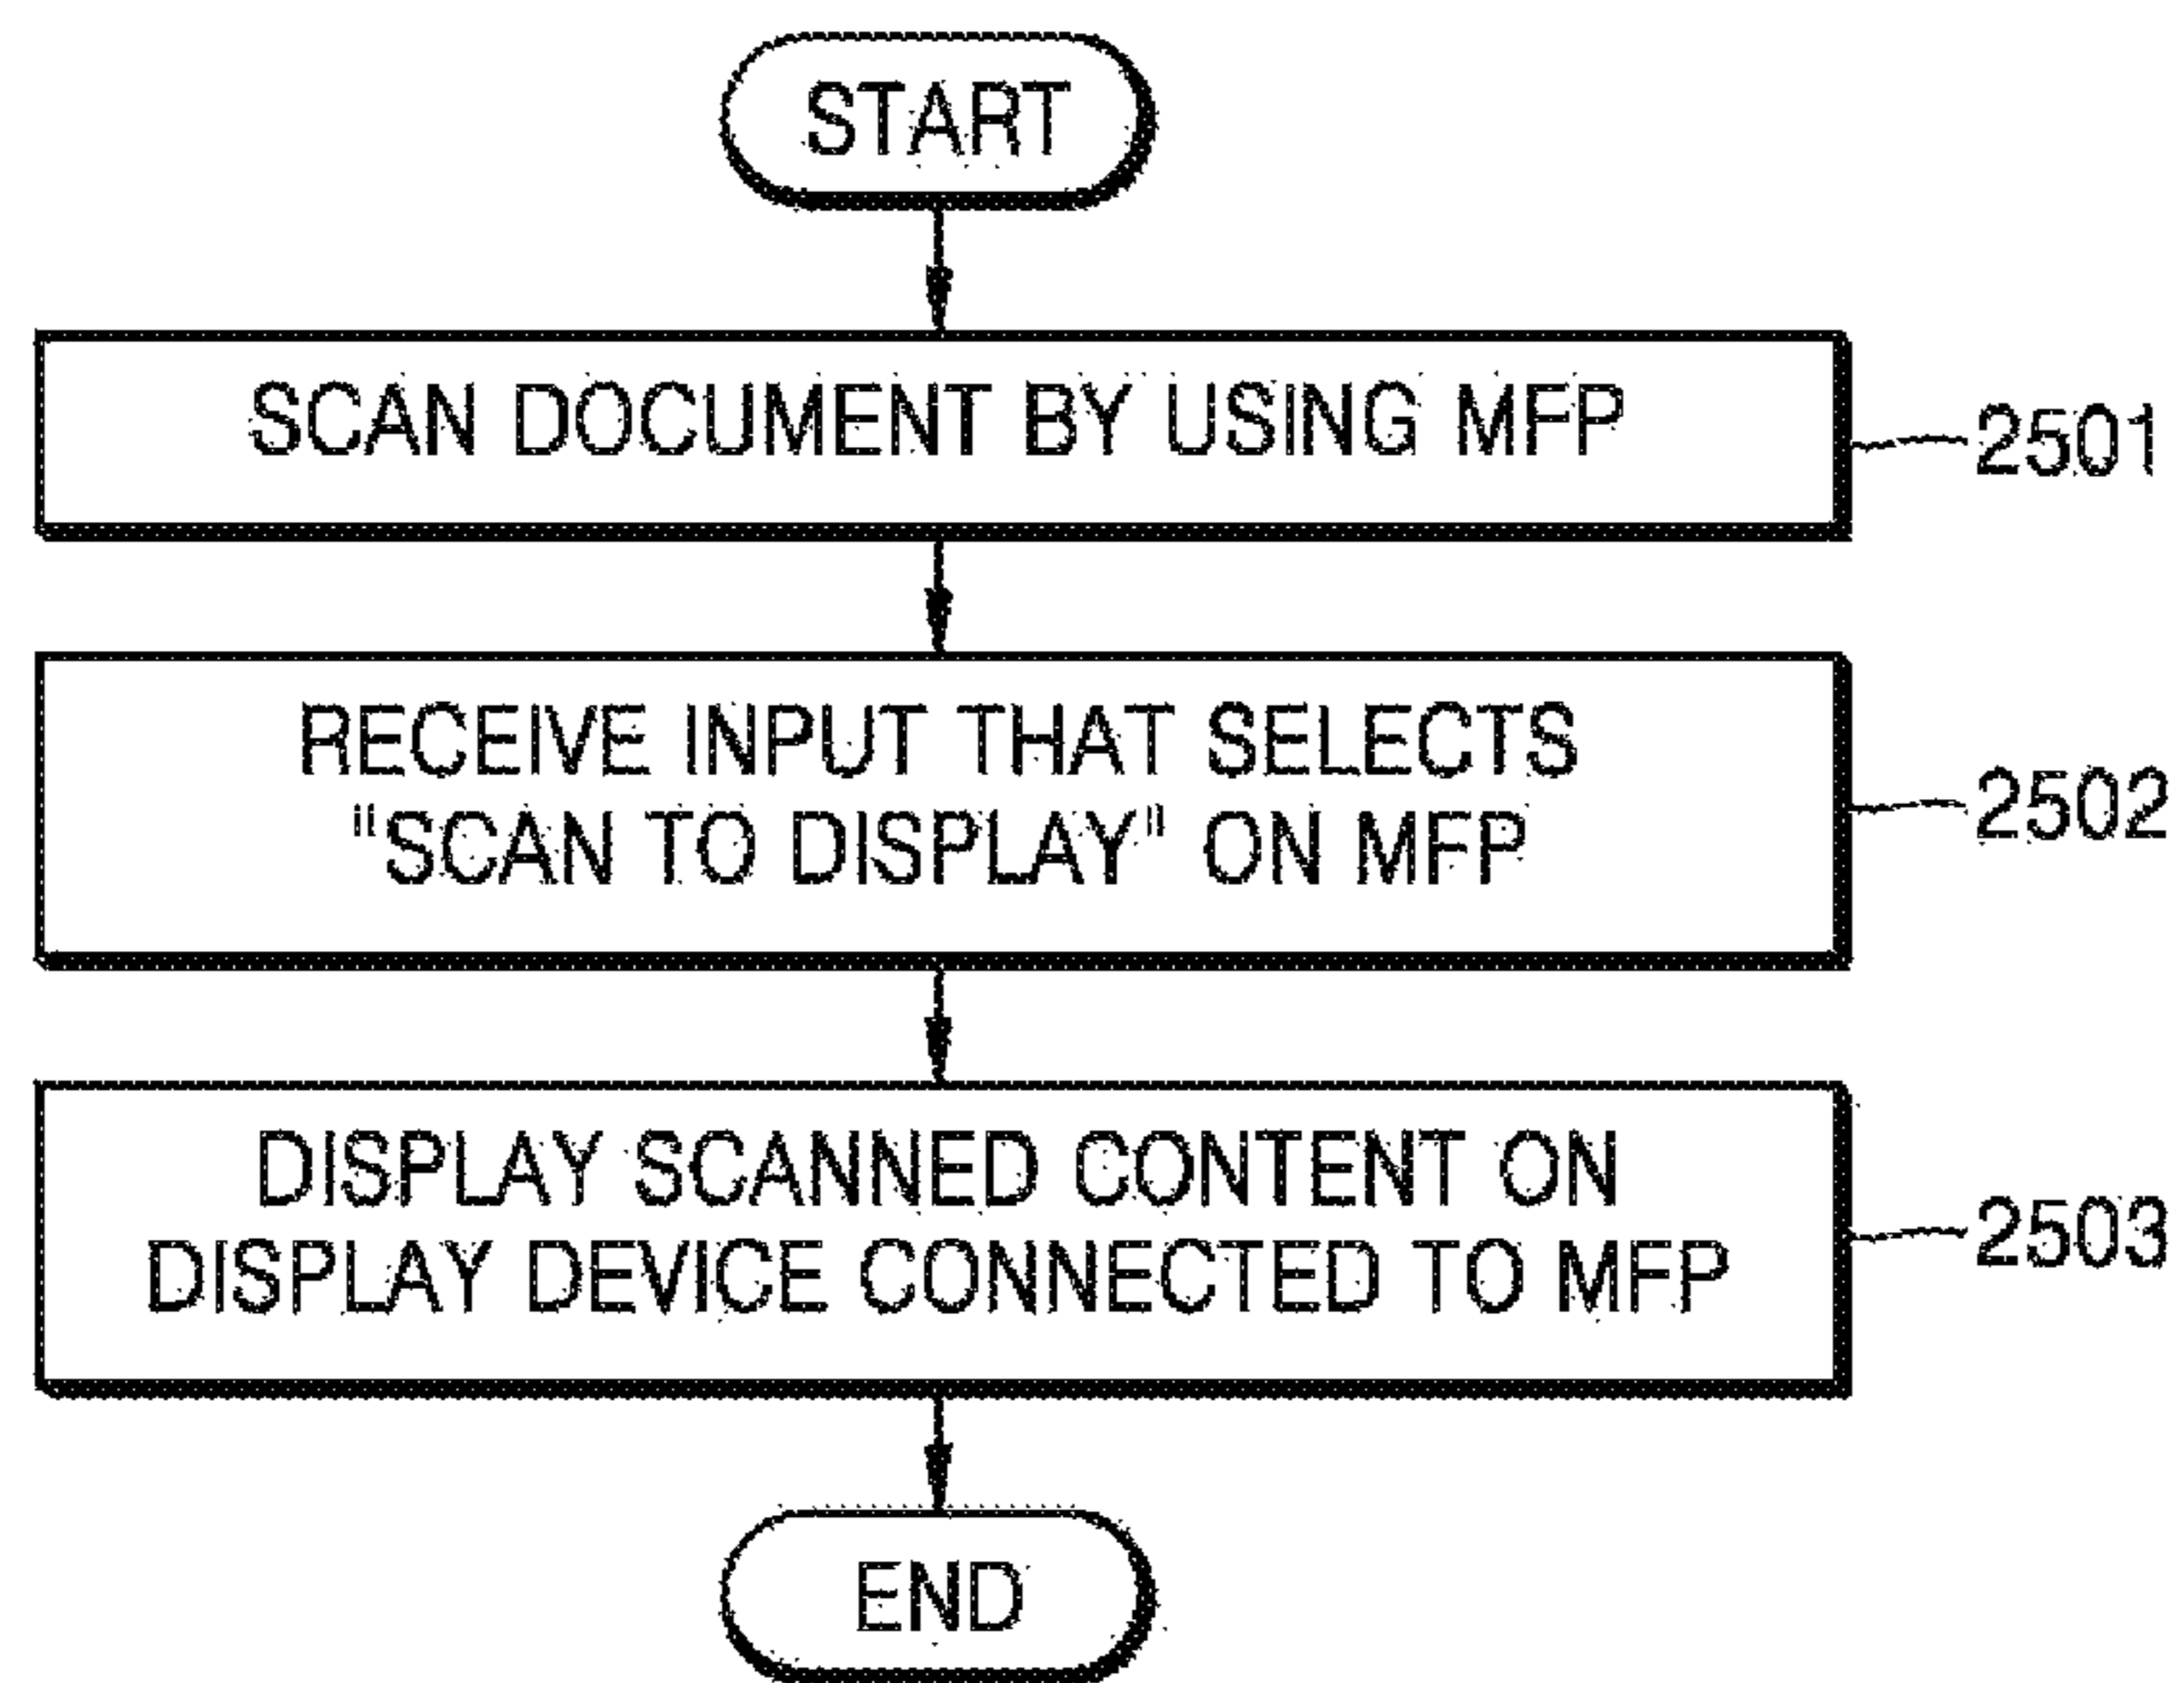 START
SCAN DOCUMENT BY USING MFP
2501
RECEIVE INPUT THAT SELECTS
"SCAN TO DISPLAY" ON MFP
2502
DISPLAY SCANNED CONTENT ON
DISPLAY DEVICE CONNECTED TO MFP
2503
END